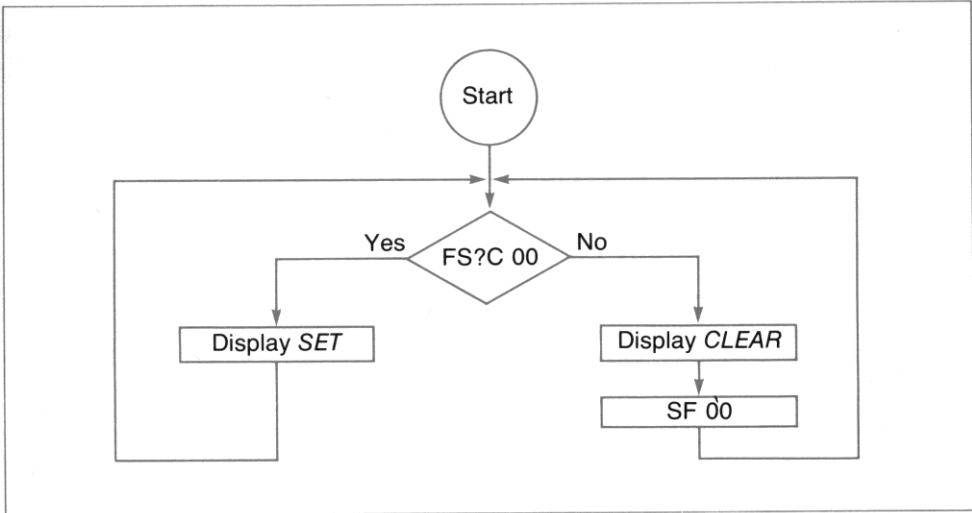 Start
Yes
FS?C 00
No
Display SET
Display CLEAR
SF 00